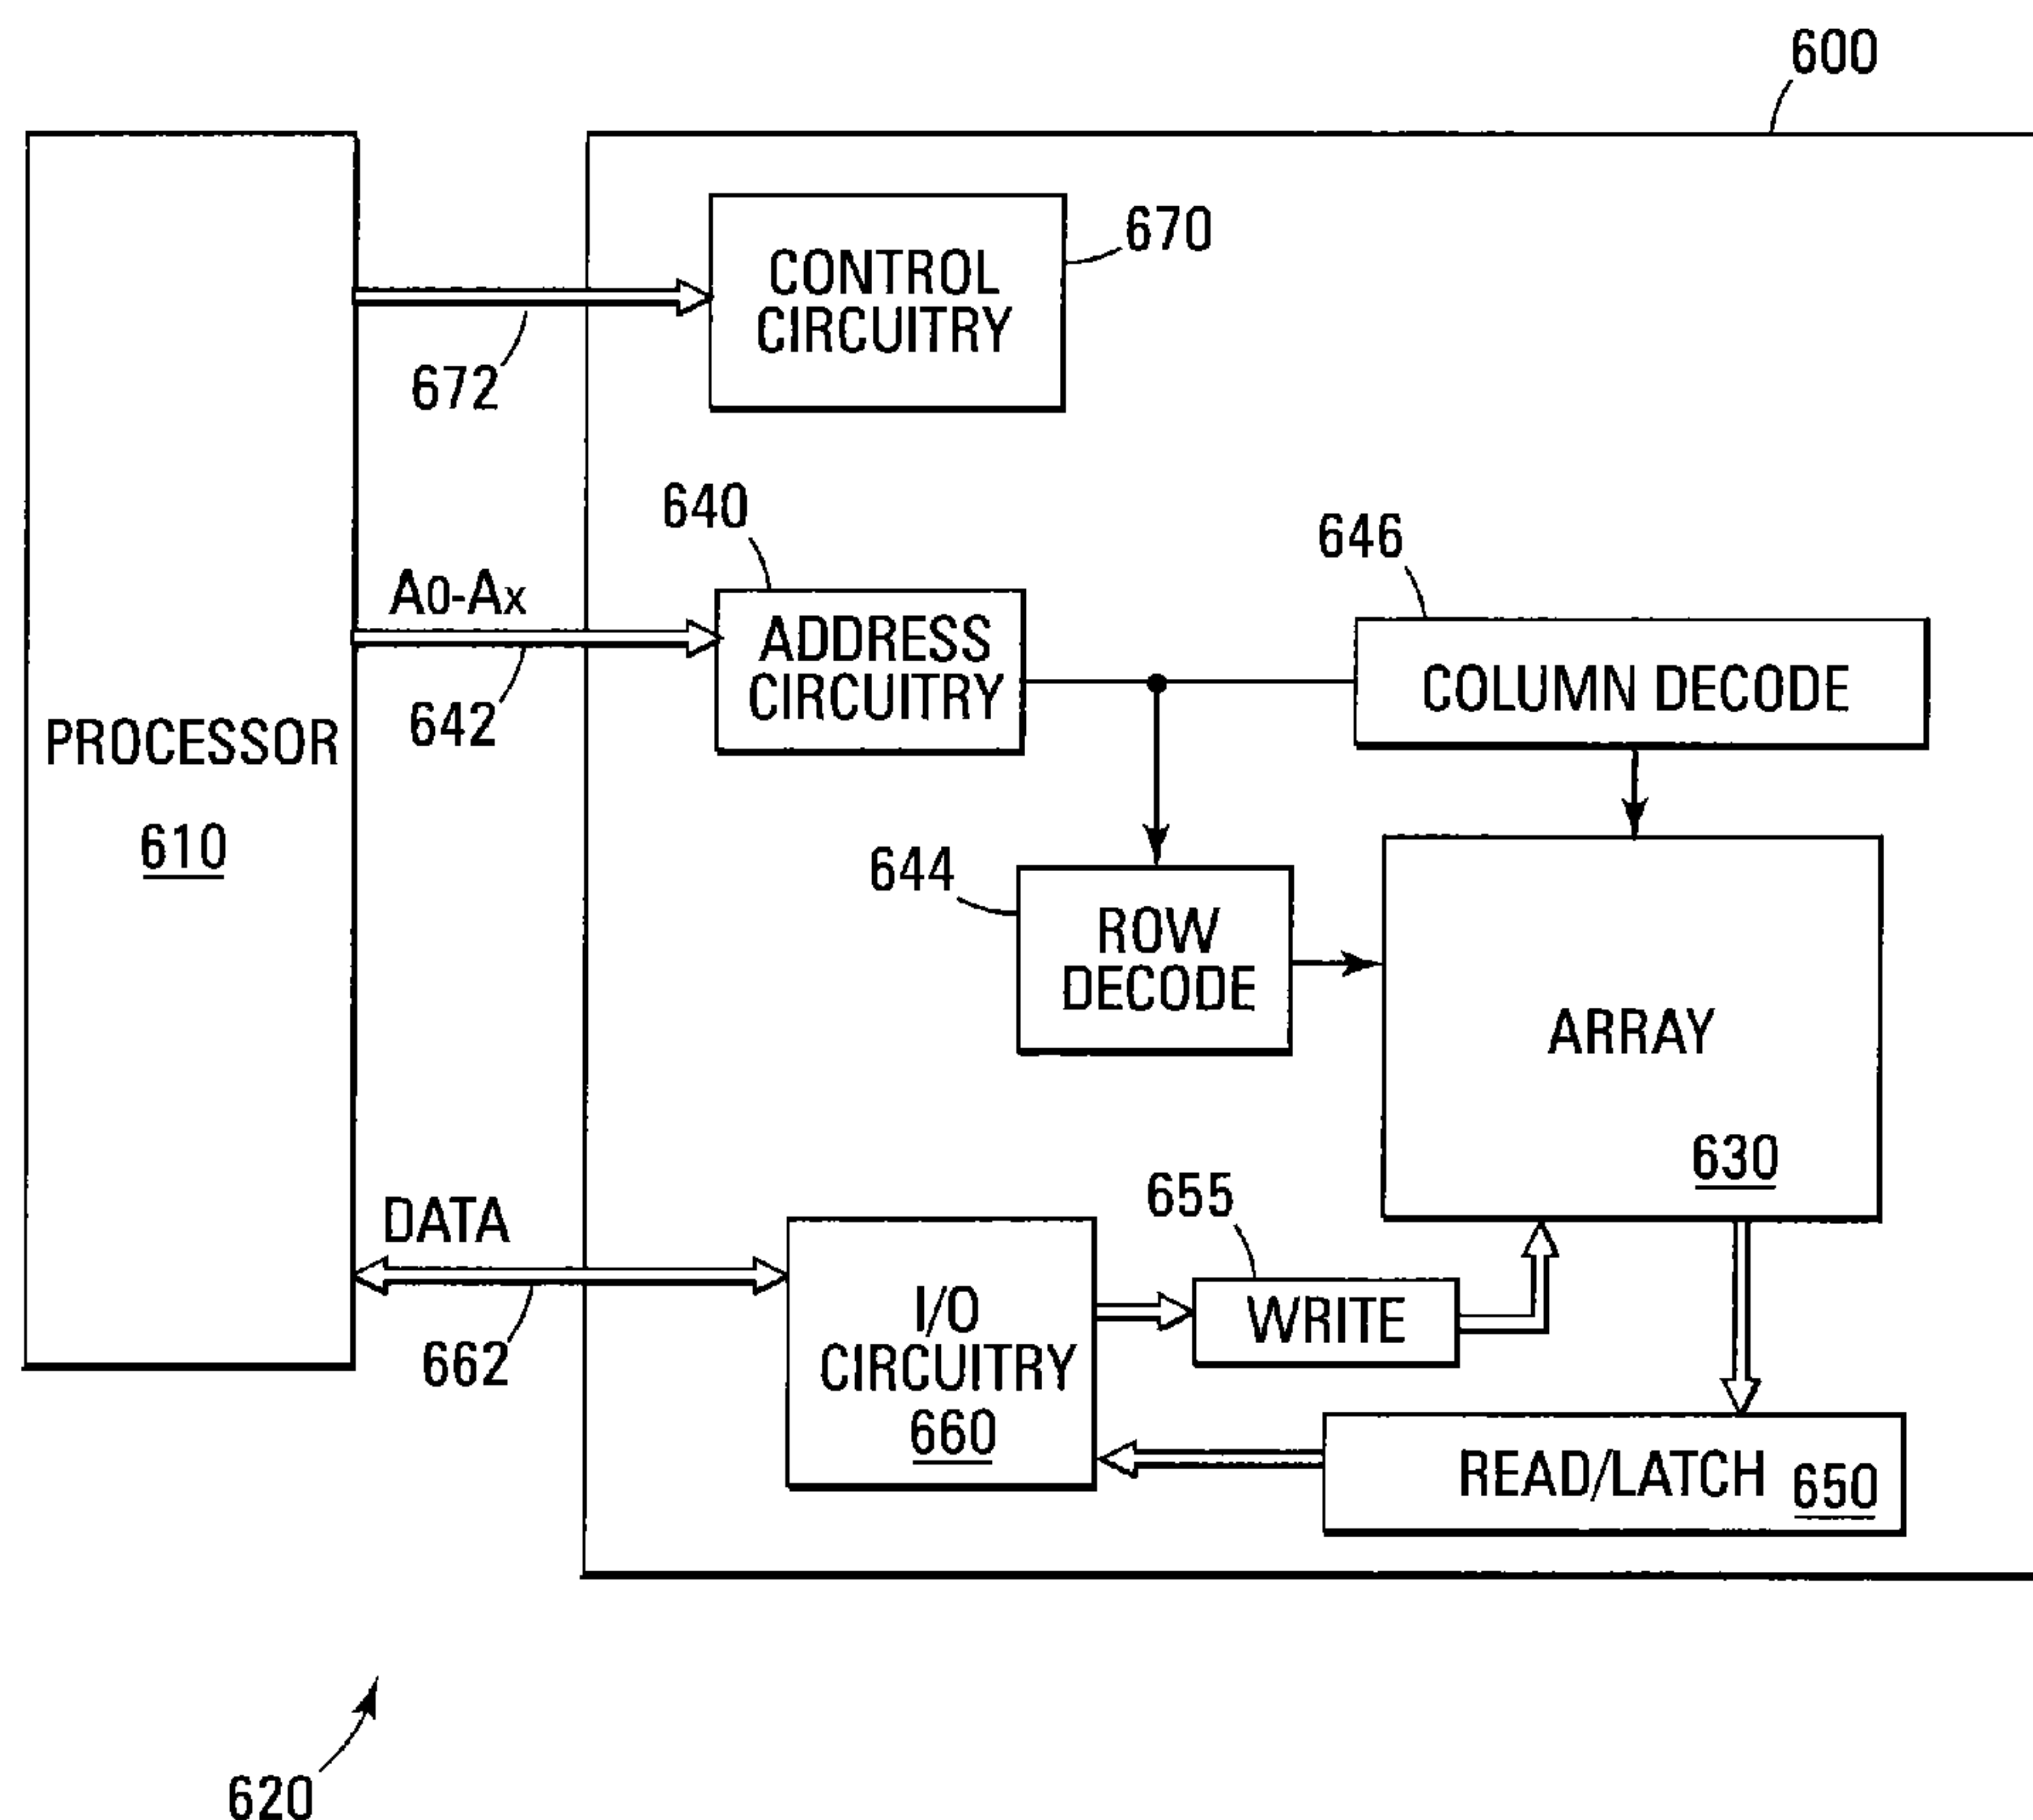 600
670
CONTROL
CIRCUITRY
672
640
646
A0-Ax
ADDRESS
CIRCUITRY
COLUMN DECODE
642
PROCESSOR
610
644
ROW
DECODE
ARRAY
630
655
DATA
I/O
CIRCUITRY
660
WRITE
662
READ/LATCH 650
620